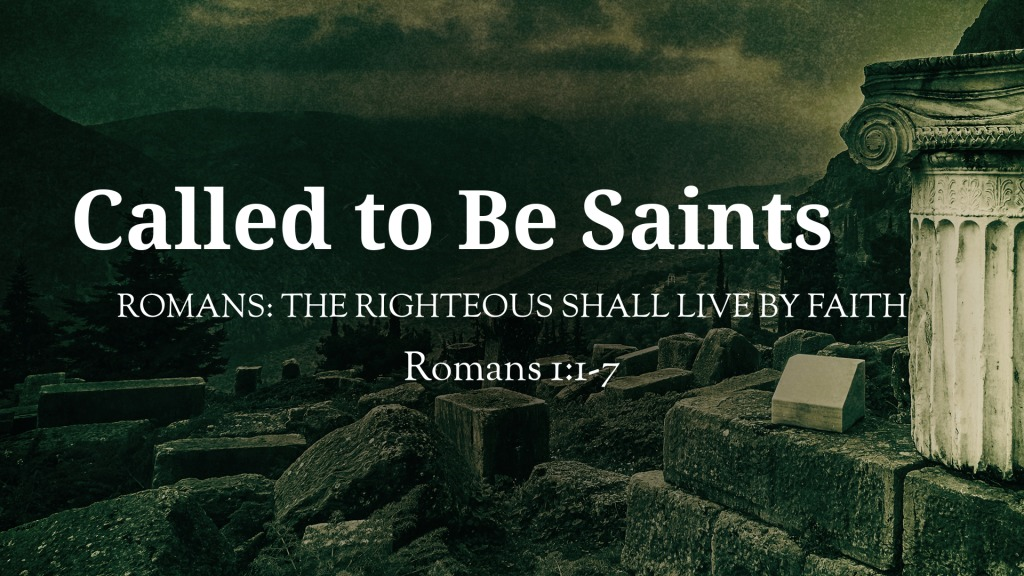 Called to Be Saints
ROMANS: THE RIGHTEOUS SHALL LIVE BY FAITH
Romans 1:1-7